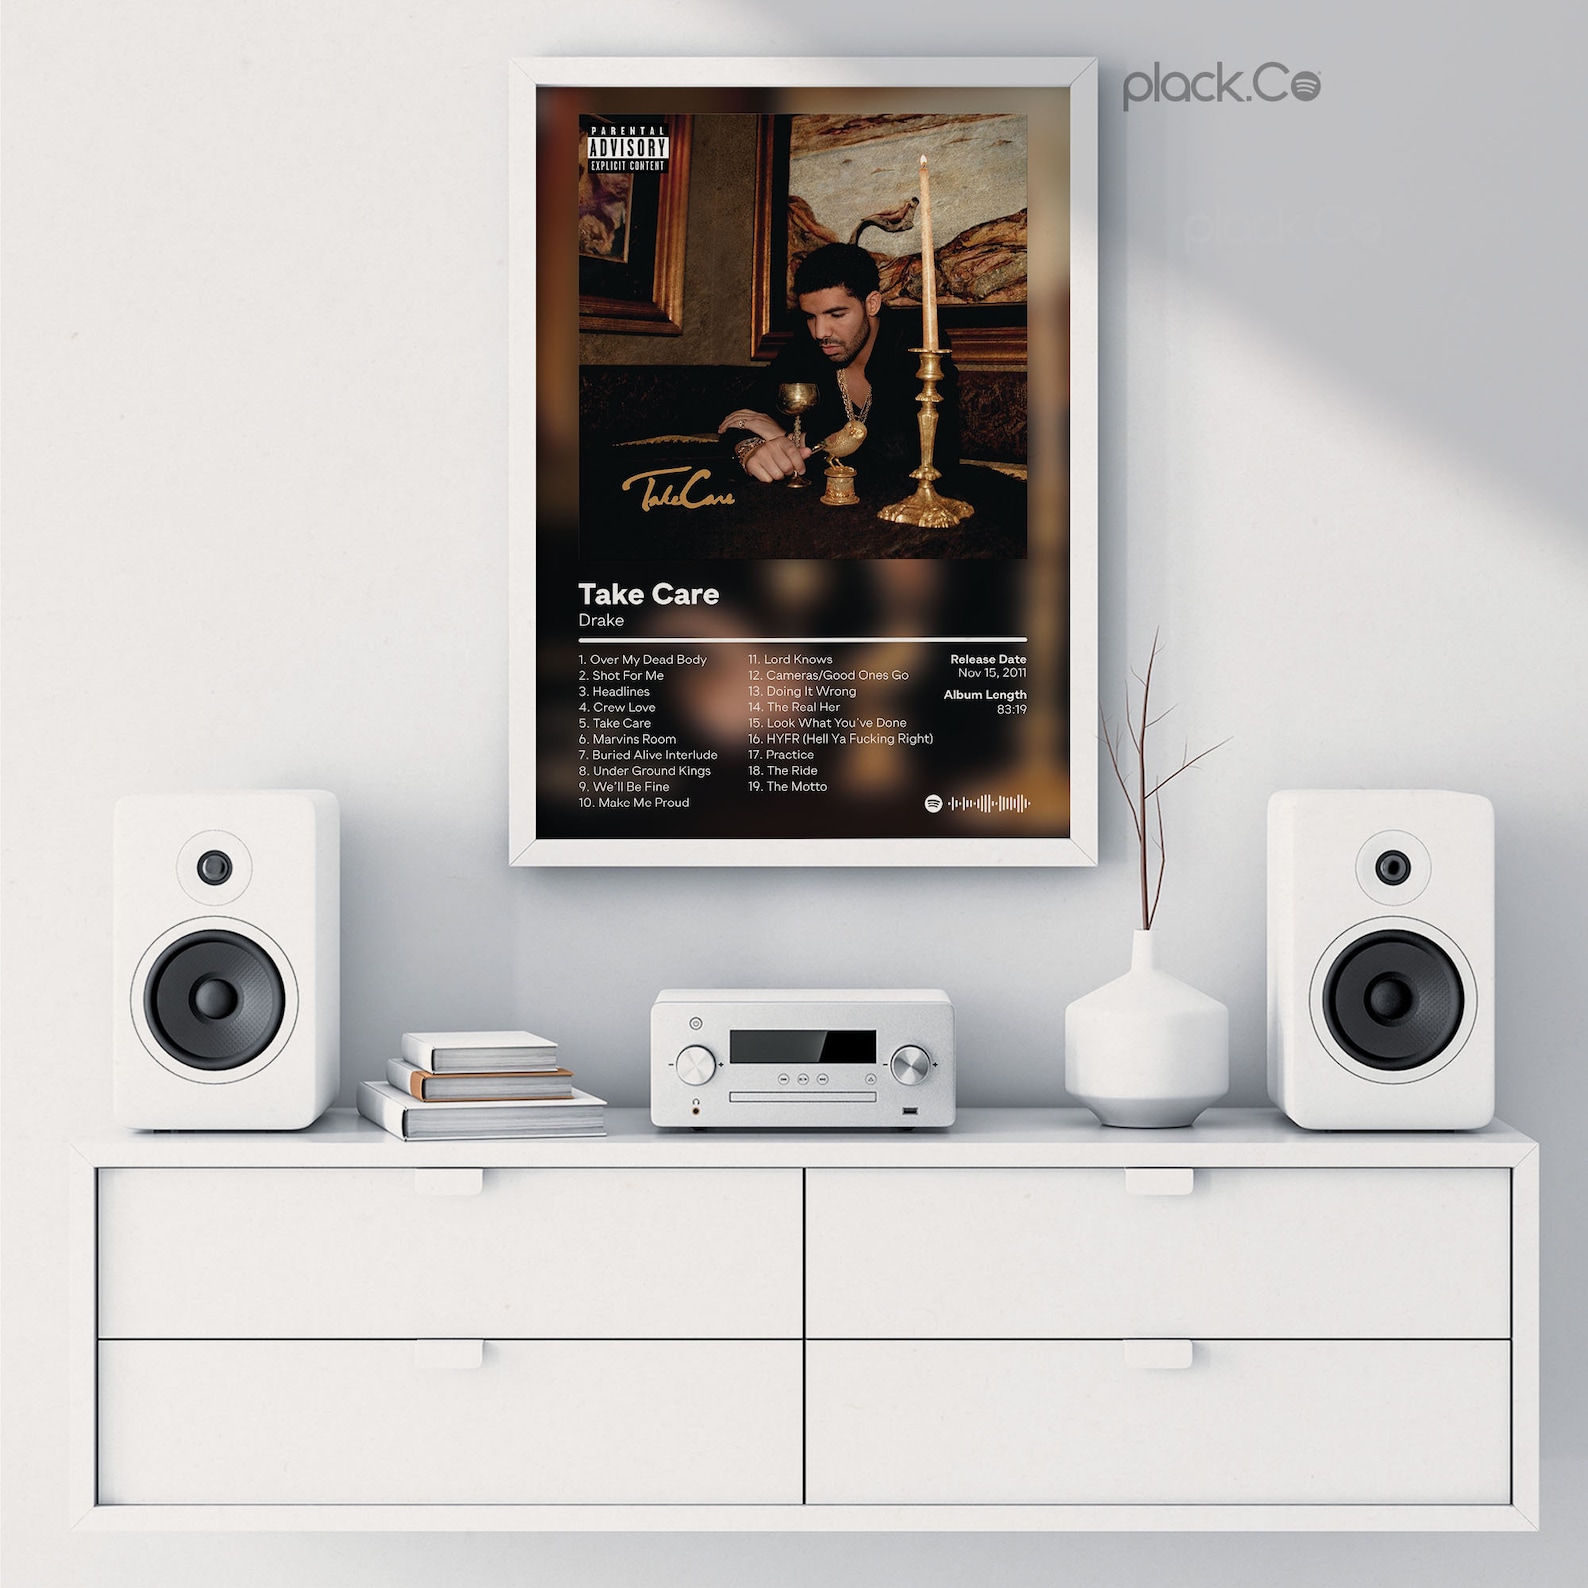 plack.Co
PARENTAL
ADVISORY
EXPLICIT CONTENT
Take Care
Take Care
Drake
1. Over My Dead Body
2. Shot For Me
3. Headlines
4. Crew Love
5. Take Care
6. Marvins Room
7. Buried Alive Interlude
8. Under Ground Kings
9. We'll Be Fine
10. Make Me Proud
11. Lord Knows
12. Cameras/Good Ones Go
13. Doing It Wrong
14. The Real Her
15. Look What You've Done
16. HYFR (Hell Ya Fucking Right)
17. Practice
18. The Ride
19. The Motto
Release Date
Nov 15, 2011
Album Length
83:19